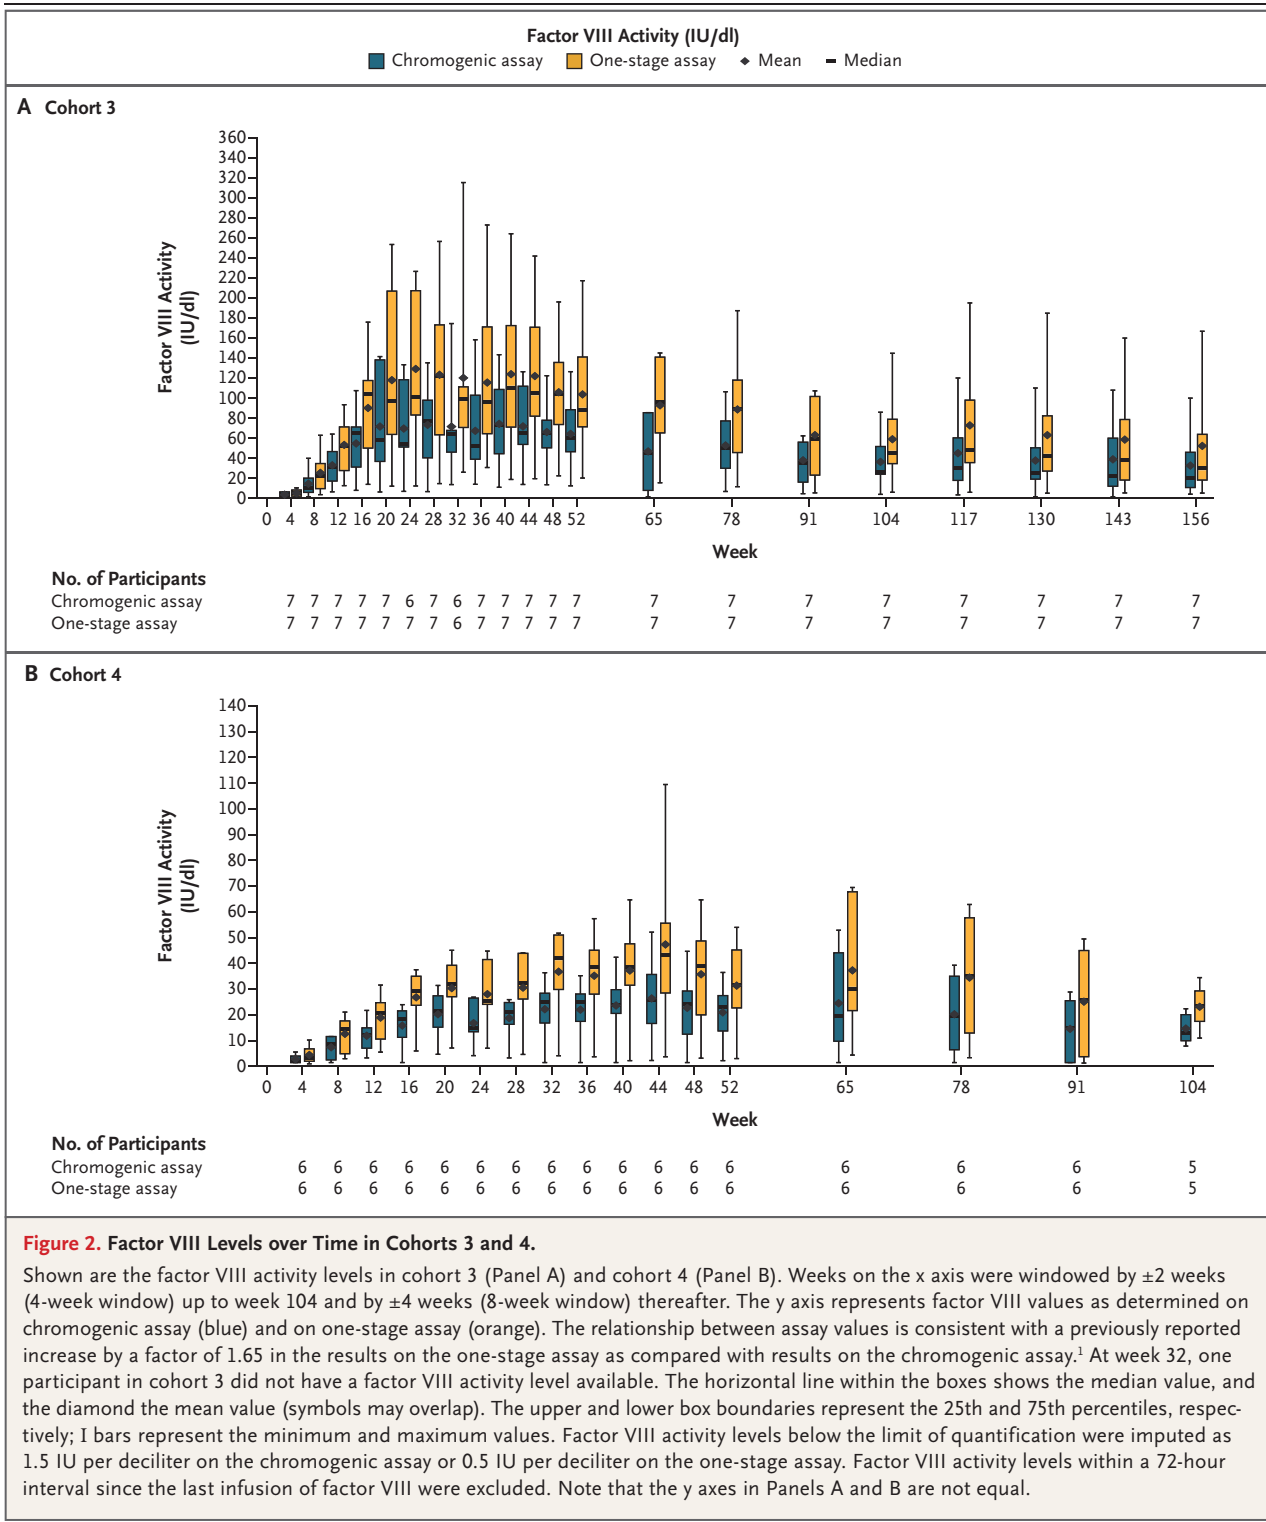 Factor VIII Activity (IU/dl)
Chromogenic assay One-stage assay Mean Median
A Cohort 3
360
340
320
300
280
260
240
220
200
180
160
140
120
100
80
60
40
20
0
Factor VIII Activity
(IU/dl)
0 4 8 12 16 20 24 28 32 36 40 44 48 52 65 78 91 104 117 130 143 156
Week
No. of Participants
Chromogenic assay 7 7 7 7 7 6 7 6 7 7 7 7 7 7 7 7 7 7 7 7 7
One-stage assay 7 7 7 7 7 7 7 6 7 7 7 7 7 7 7 7 7 7 7 7 7
B Cohort 4
140
130
120
110
100
90
80
70
60
50
40
30
20
10
0
Factor VIII Activity
(IU/dl)
0 4 8 12 16 20 24 28 32 36 40 44 48 52 65 78 91 104
Week
No. of Participants
Chromogenic assay 6 6 6 6 6 6 6 6 6 6 6 6 6 6 6 6 5
One-stage assay 6 6 6 6 6 6 6 6 6 6 6 6 6 6 6 6 5
Figure 2. Factor VIII Levels over Time in Cohorts 3 and 4.
Shown are the factor VIII activity levels in cohort 3 (Panel A) and cohort 4 (Panel B). Weeks on the x axis were windowed by ±2 weeks
(4-week window) up to week 104 and by ±4 weeks (8-week window) thereafter. The y axis represents factor VIII values as determined on
chromogenic assay (blue) and on one-stage assay (orange). The relationship between assay values is consistent with a previously reported
increase by a factor of 1.65 in the results on the one-stage assay as compared with results on the chromogenic assay.¹ At week 32, one
participant in cohort 3 did not have a factor VIII activity level available. The horizontal line within the boxes shows the median value, and
the diamond the mean value (symbols may overlap). The upper and lower box boundaries represent the 25th and 75th percentiles, respec-
tively; I bars represent the minimum and maximum values. Factor VIII activity levels below the limit of quantification were imputed as
1.5 IU per deciliter on the chromogenic assay or 0.5 IU per deciliter on the one-stage assay. Factor VIII activity levels within a 72-hour
interval since the last infusion of factor VIII were excluded. Note that the y axes in Panels A and B are not equal.